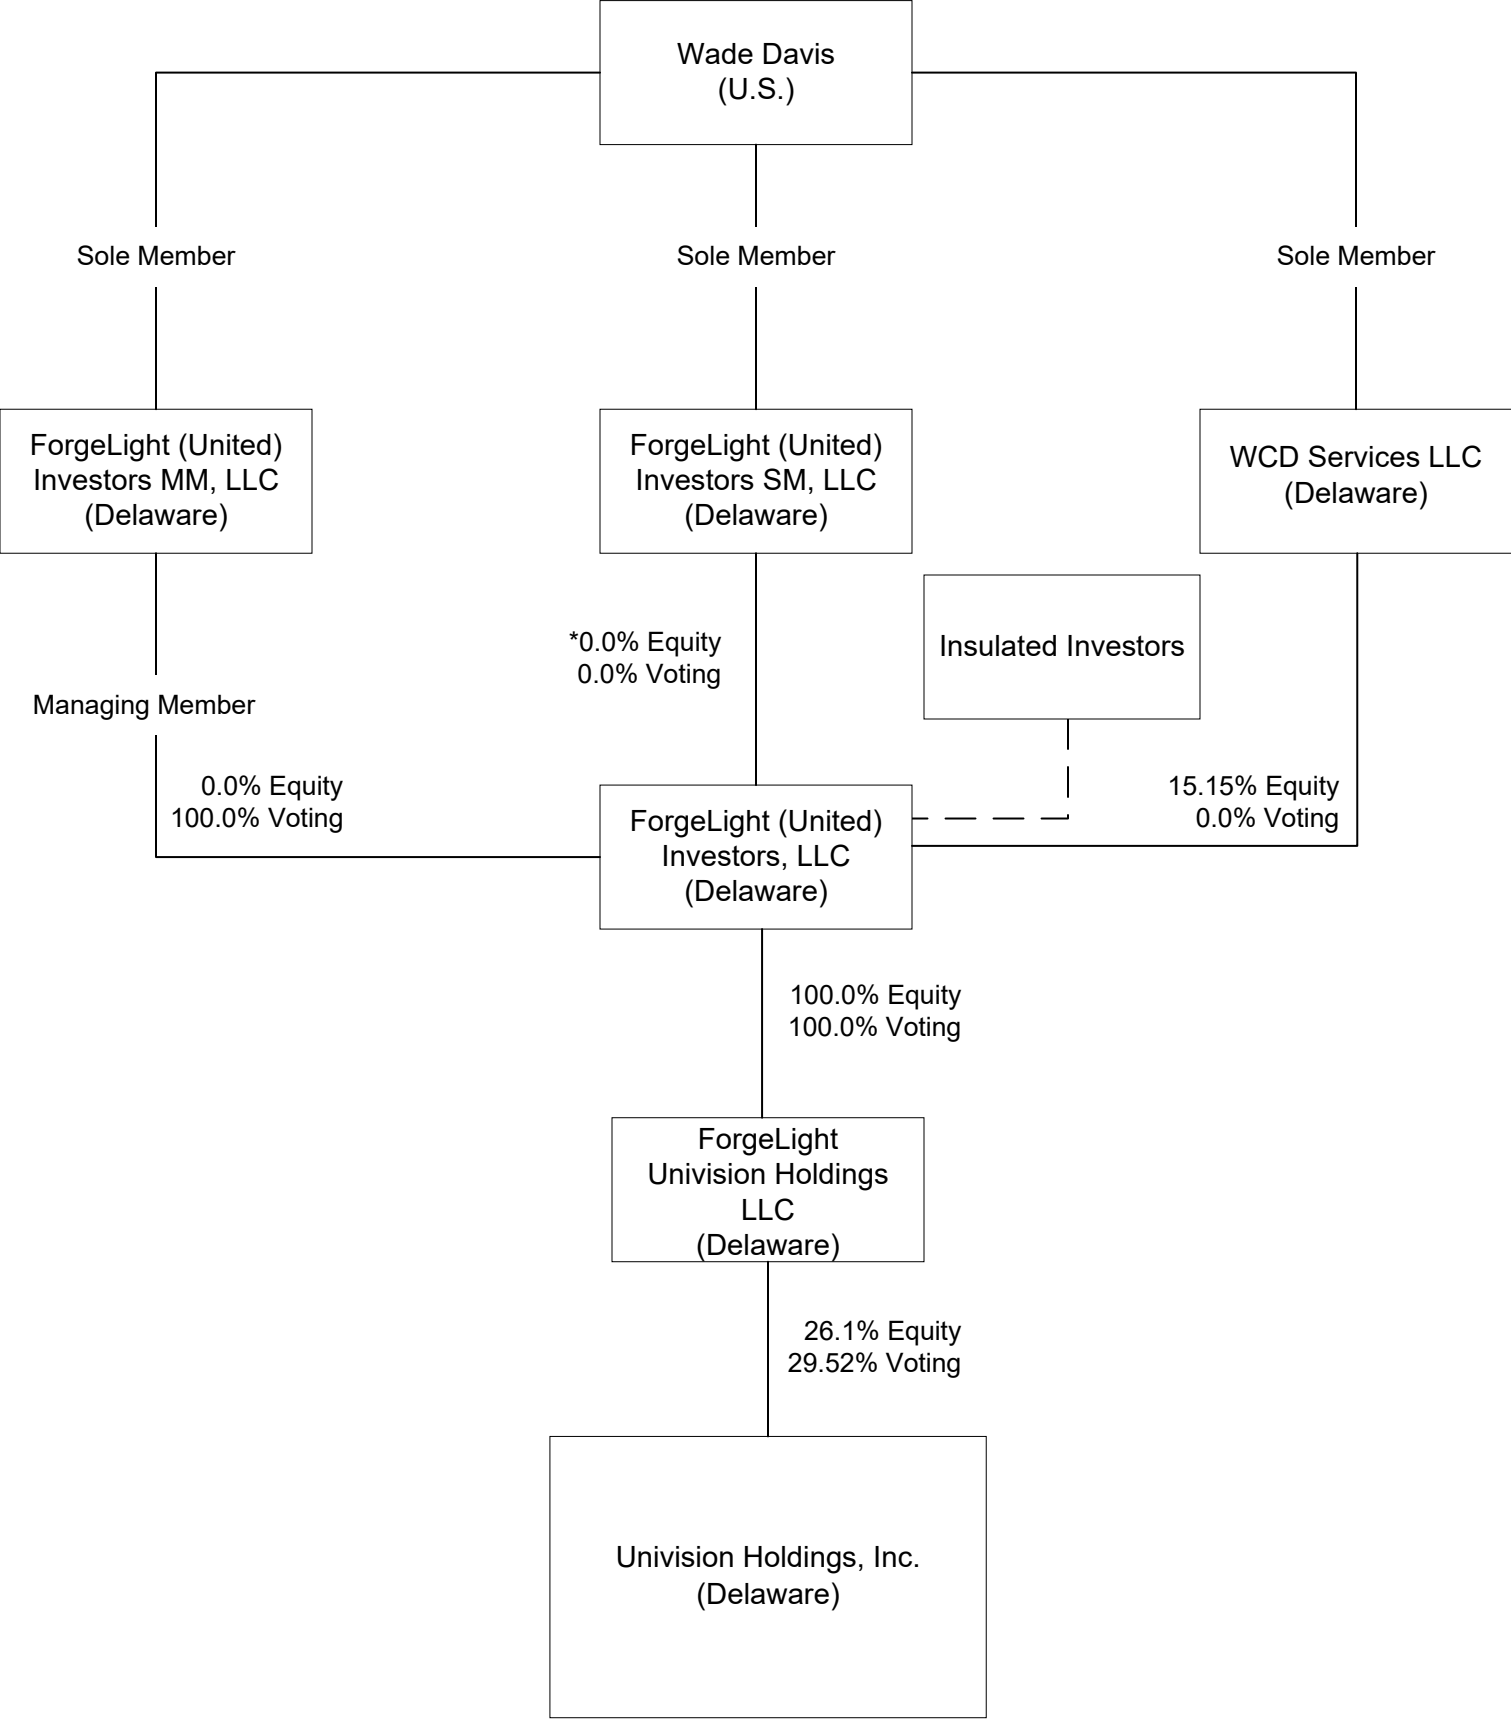 Wade Davis
(U.S.)
Sole Member
Sole Member
Sole Member
ForgeLight (United)
Investors MM, LLC
(Delaware)
ForgeLight (United)
Investors SM, LLC
(Delaware)
WCD Services LLC
(Delaware)
Insulated Investors
*0.0% Equity
0.0% Voting
Managing Member
0.0% Equity
100.0% Voting
15.15% Equity
0.0% Voting
ForgeLight (United)
Investors, LLC
(Delaware)
100.0% Equity
100.0% Voting
ForgeLight
Univision Holdings
LLC
(Delaware)
26.1% Equity
29.52% Voting
Univision Holdings, Inc.
(Delaware)